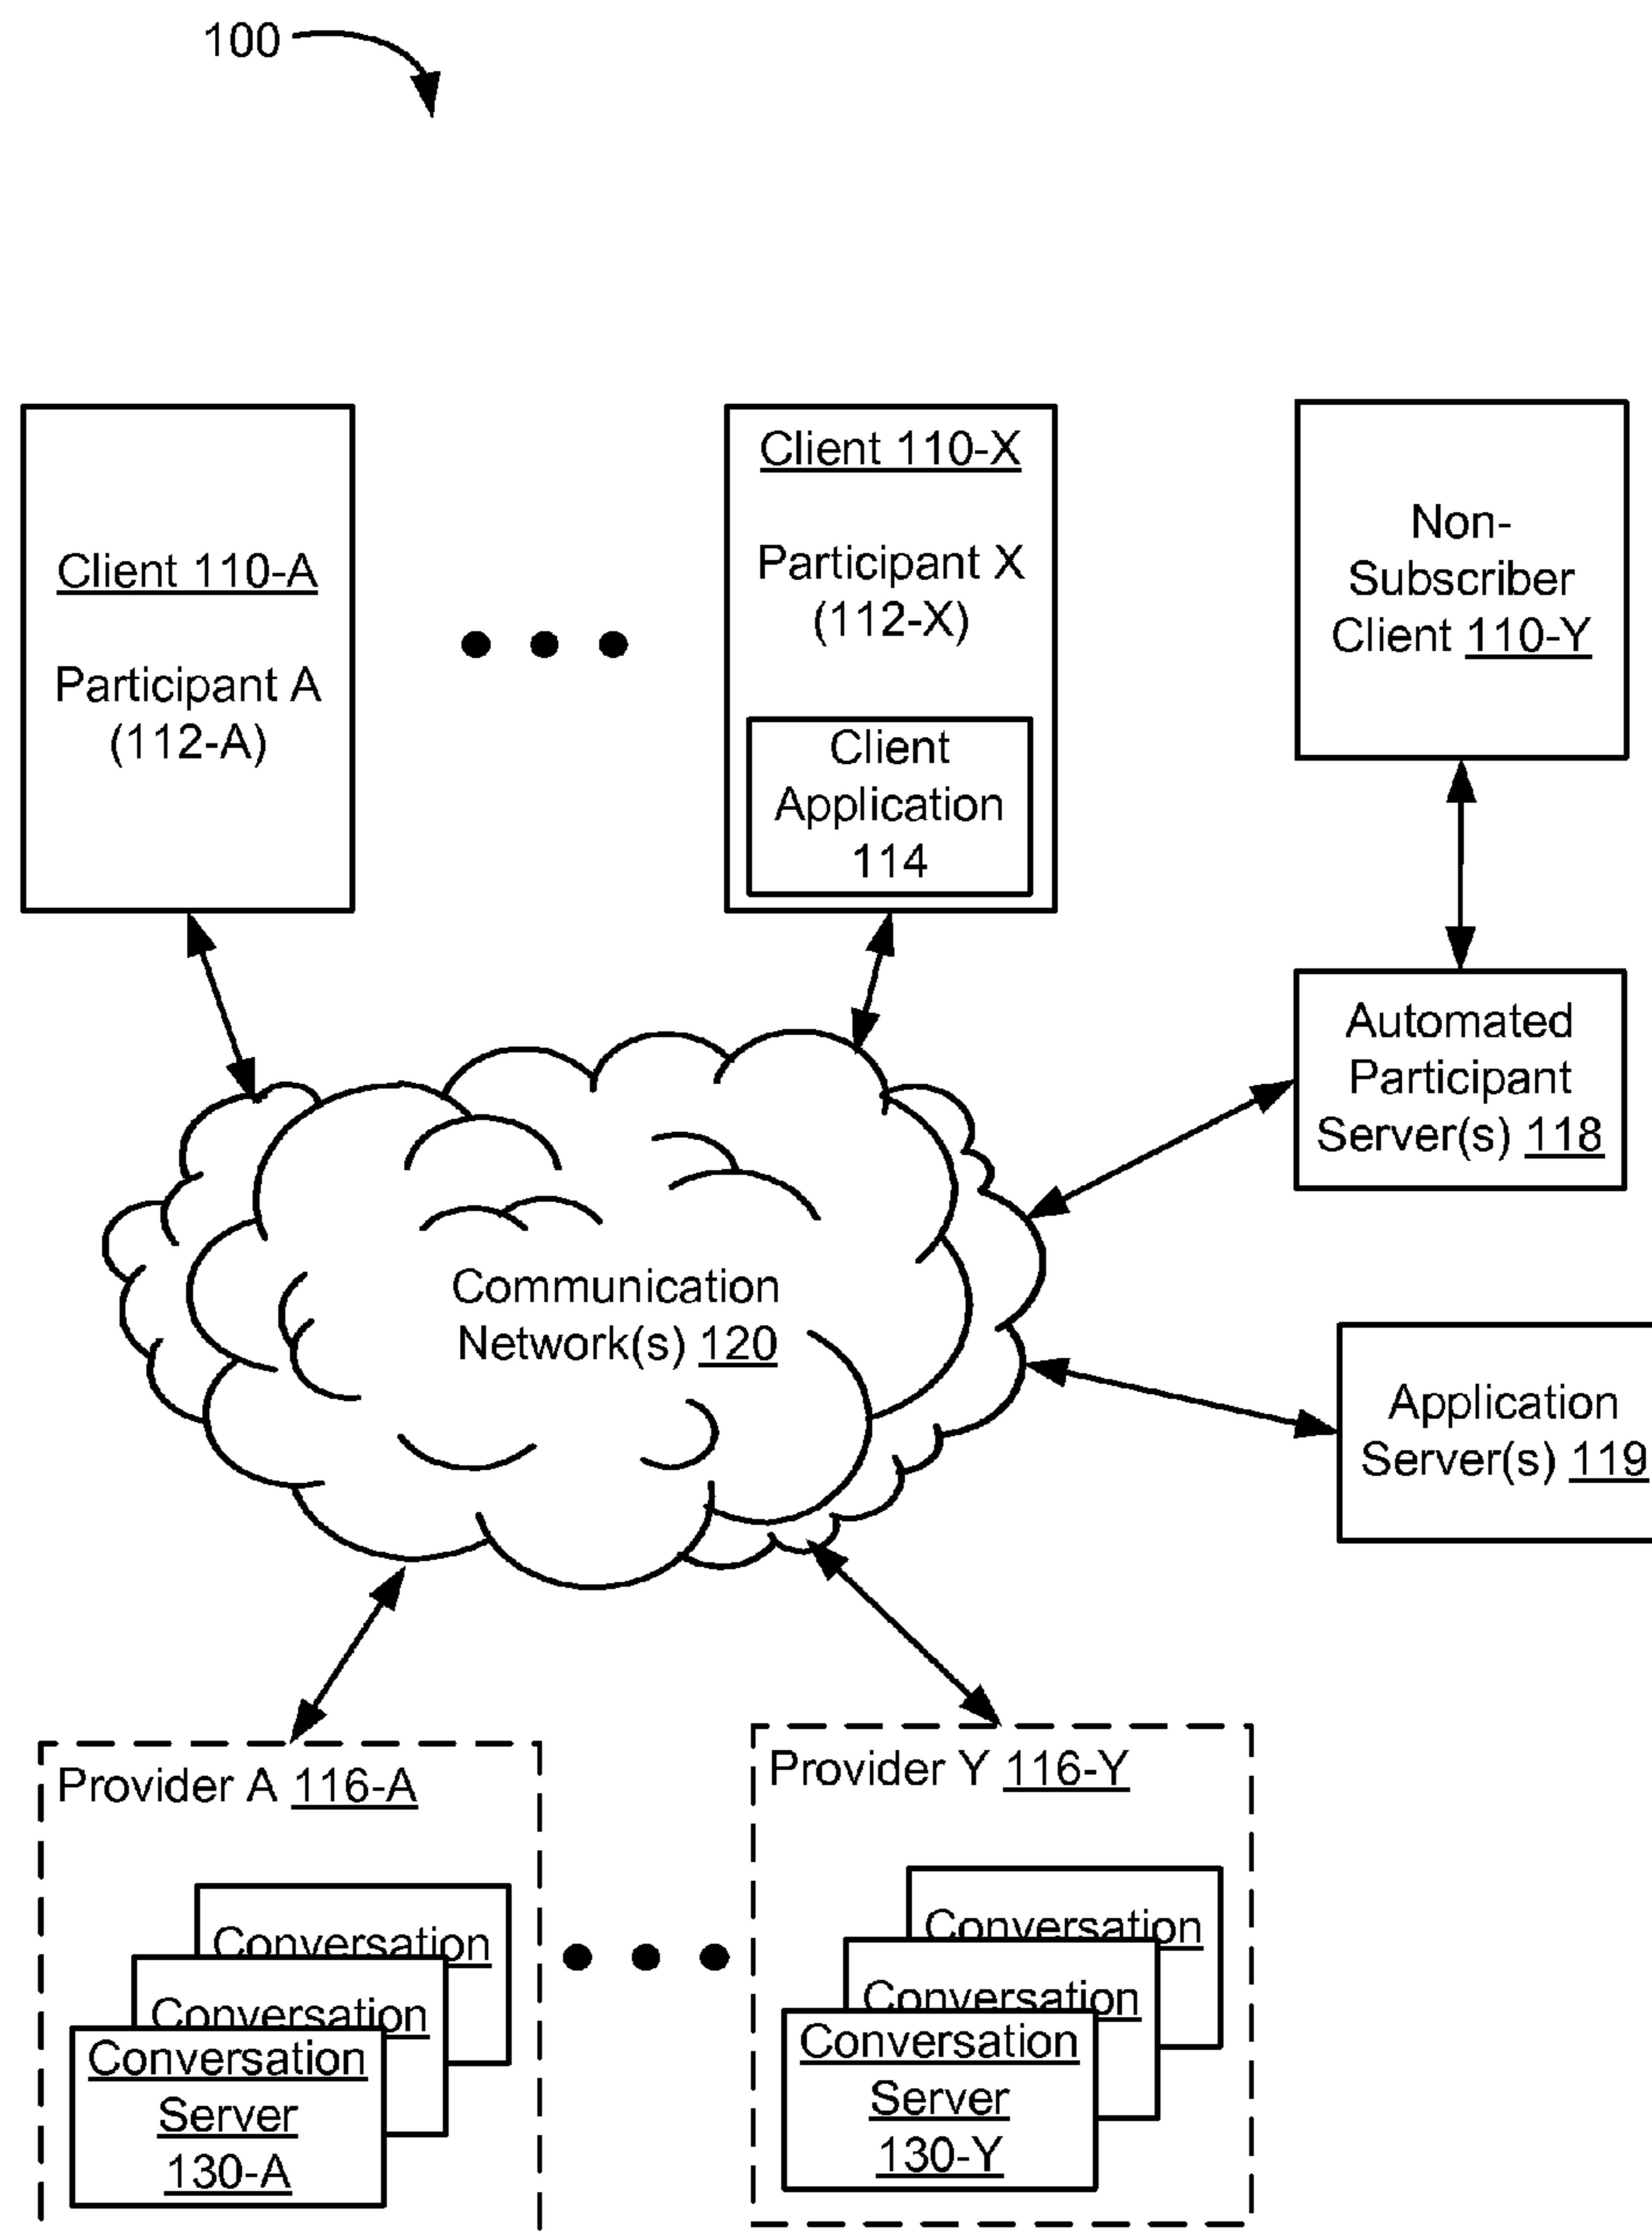 100
Client 110-A
Participant A
(112-A)
Client 110-X
Participant X
(112-X)
Client
Application
114
Non-
Subscriber
Client 110-Y
Automated
Participant
Server(s) 118
Communication
Network(s) 120
Application
Server(s) 119
Provider A 116-A
Conversation
Conversation
Conversation
Server
130-A
Provider Y 116-Y
Conversation
Conversation
Conversation
Server
130-Y